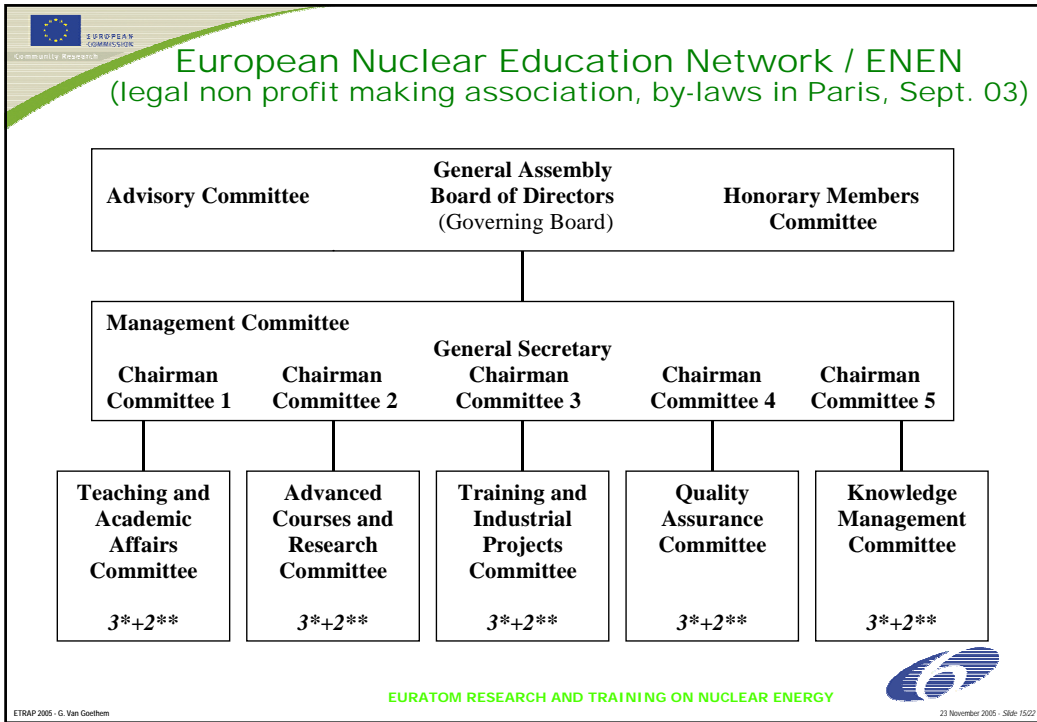 EUROPEAN
COMMISSION
Community Research
European Nuclear Education Network / ENEN
(legal non profit making association, by-laws in Paris, Sept. 03)
General Assembly
Advisory Committee Board of Directors Honorary Members
(Governing Board) Committee
Management Committee
General Secretary
Chairman Chairman Chairman Chairman Chairman
Committee 1 Committee 2 Committee 3 Committee 4 Committee 5
Teaching and
Academic
Affairs
Committee
3*+2**
Advanced
Courses and
Research
Committee
3*+2**
Training and
Industrial
Projects
Committee
3*+2**
Quality
Assurance
Committee
3*+2**
Knowledge
Management
Committee
3*+2**
6
EURATOM RESEARCH AND TRAINING ON NUCLEAR ENERGY
ETRAP 2005 - G. Van Goethem
23 November 2005 - Slide 15/22